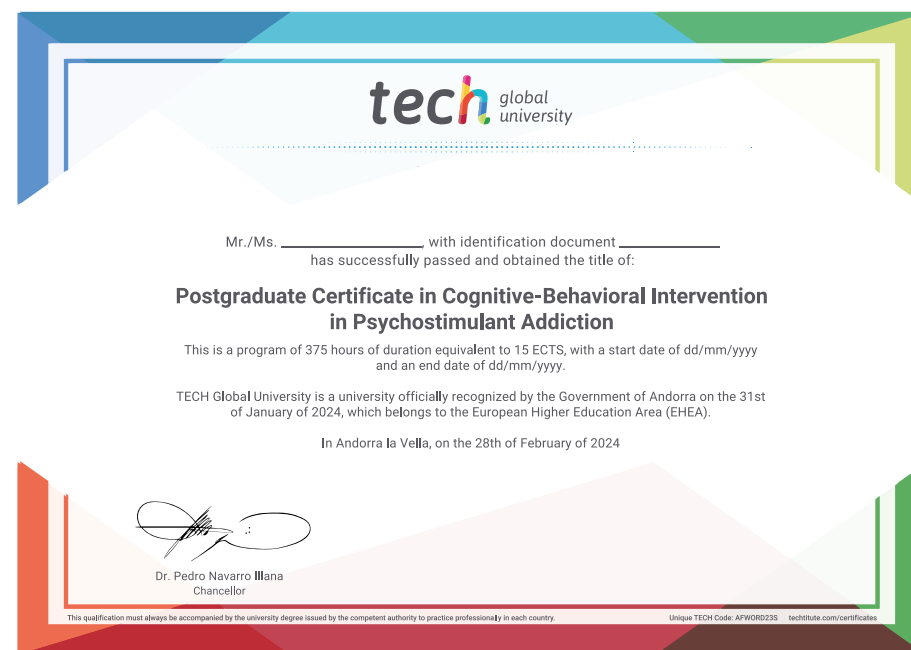 tech global university
Mr./Ms. ____________, with identification document ____________
has successfully passed and obtained the title of:
Postgraduate Certificate in Cognitive-Behavioral Intervention
in Psychostimulant Addiction
This is a program of 375 hours of duration equivalent to 15 ECTS, with a start date of dd/mm/yyyy
and an end date of dd/mm/yyyy.
TECH Global University is a university officially recognized by the Government of Andorra on the 31st
of January of 2024, which belongs to the European Higher Education Area (EHEA).
In Andorra la Vella, on the 28th of February of 2024
Dr. Pedro Navarro Illana
Chancellor
This qualification must always be accompanied by the university degree issued by the competent authority to practice professionally in each country.
Unique TECH Code: AFWORD23S techtitute.com/certificates